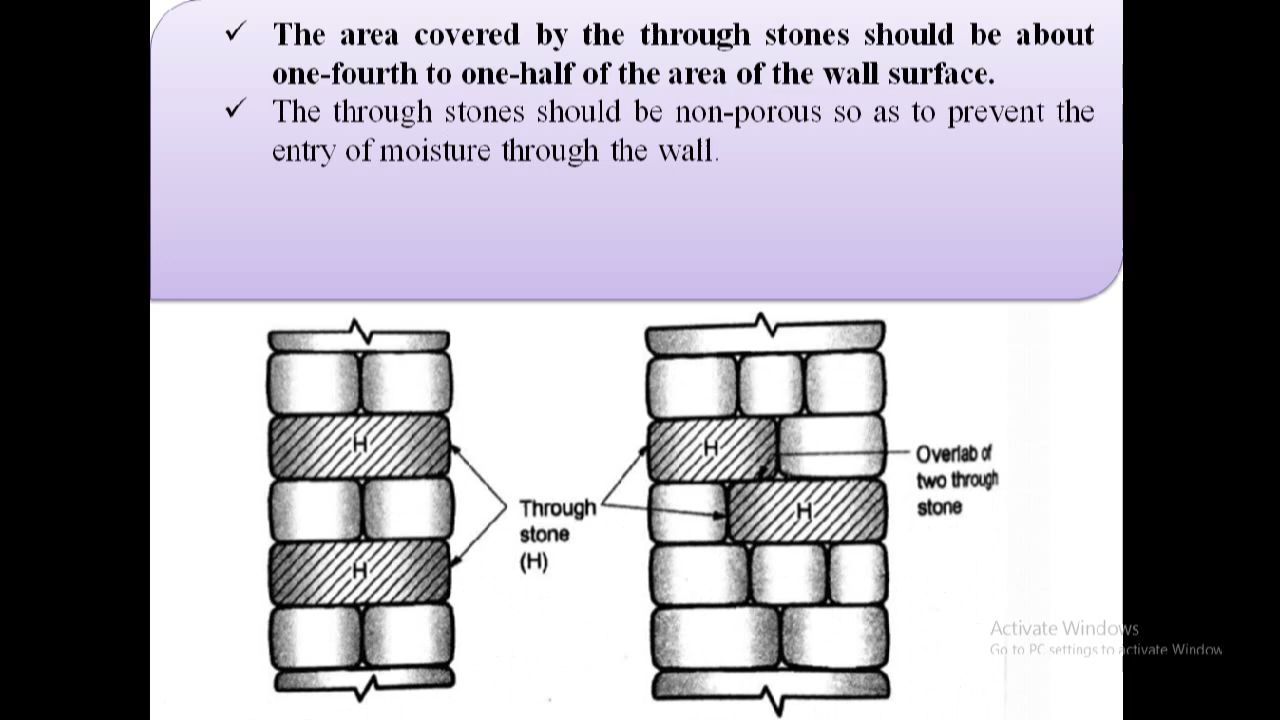 ✓ The area covered by the through stones should be about
one-fourth to one-half of the area of the wall surface.
✓ The through stones should be non-porous so as to prevent the
entry of moisture through the wall.
H
H
Through
stone
(H)
H
H
Overlab of
two through
stone
Activate Windows
Go to PC settings to activate Window